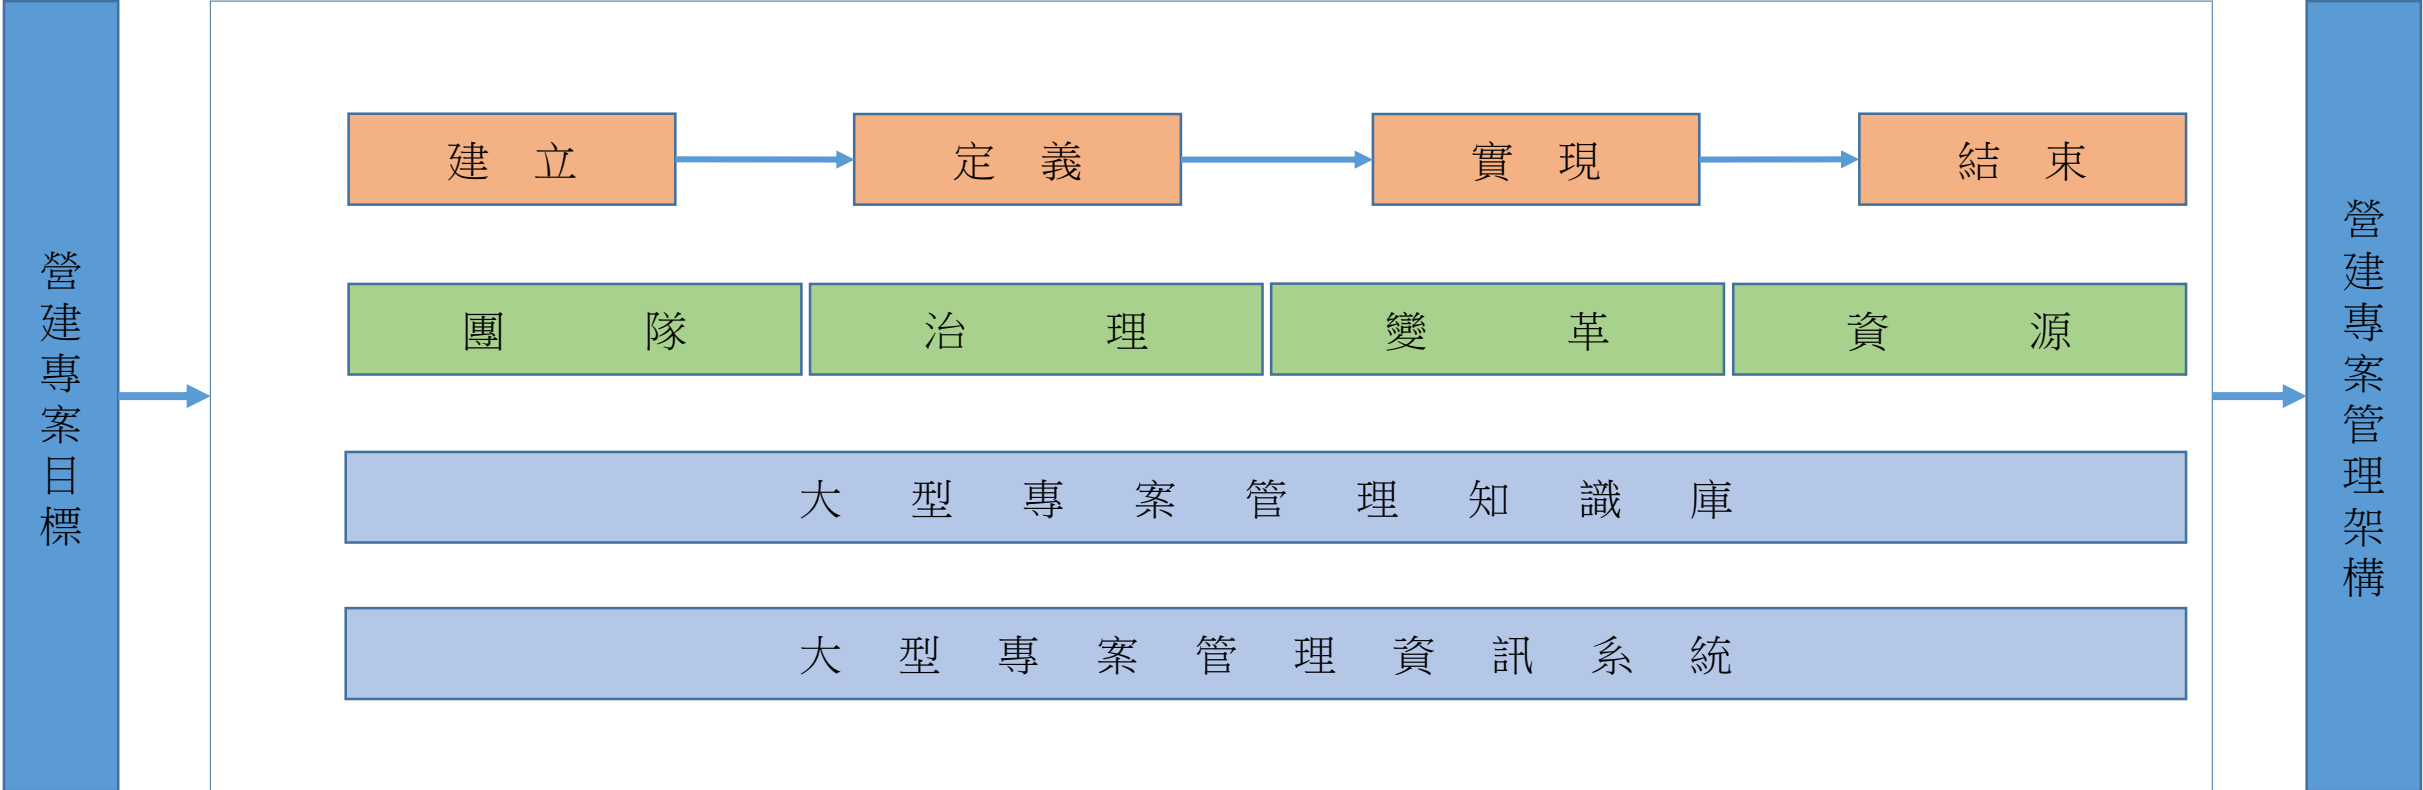 營建專案目標
建立
定義
實現
結束
團隊
治理
變革
資源
大型專案管理知識庫
大型專案管理資訊系統
營建專案管理架構